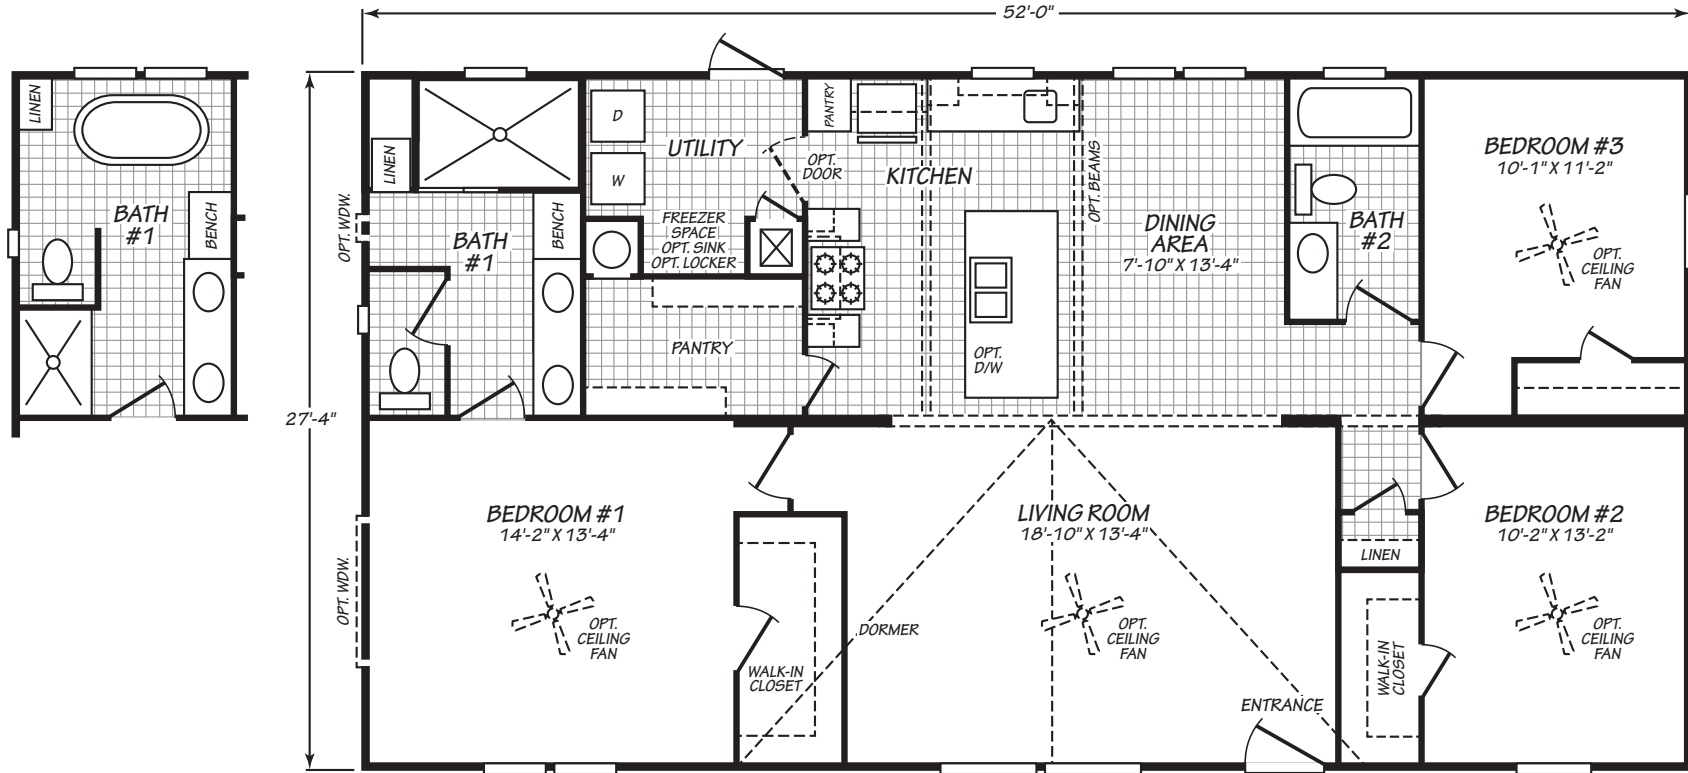 52'-0"
27'-4"
LINEN
BATH
#1
BENCH
LINEN
OPT. WDW.
BATH
#1
BENCH
D
W
UTILITY
FREEZER
SPACE
OPT. SINK
OPT. LOCKER
OPT.
DOOR
PANTRY
PANTRY
KITCHEN
OPT. BEAMS
OPT.
D/W
DINING
AREA
7'-10" X 13'-4"
BATH
#2
BEDROOM #3
10'-1" X 11'-2"
OPT.
CEILING
FAN
OPT. WDW.
BEDROOM #1
14'-2" X 13'-4"
OPT.
CEILING
FAN
WALK-IN
CLOSET
DORMER
LIVING ROOM
18'-10" X 13'-4"
OPT.
CEILING
FAN
ENTRANCE
LINEN
WALK-IN
CLOSET
BEDROOM #2
10'-2" X 13'-2"
OPT.
CEILING
FAN